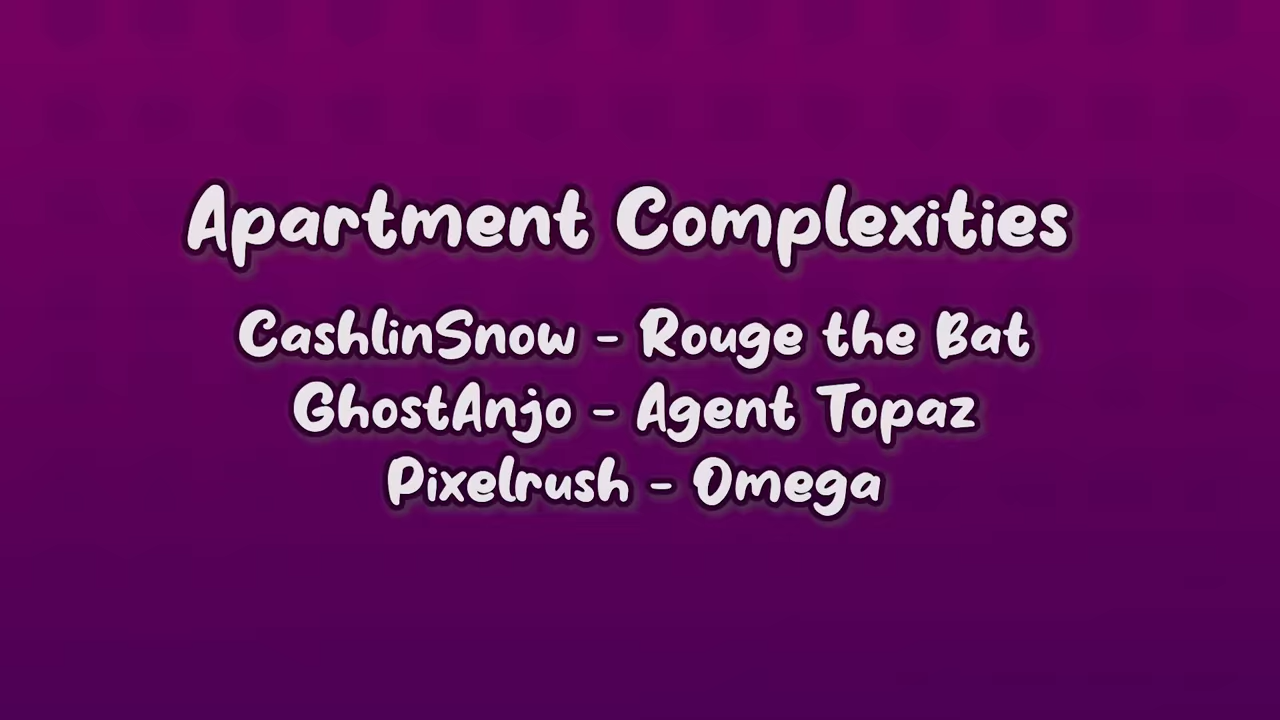 Apartment Complexities
CashlinSnow - Rouge the Bat
GhostAnjo - Agent Topaz
Pixelrush - Omega